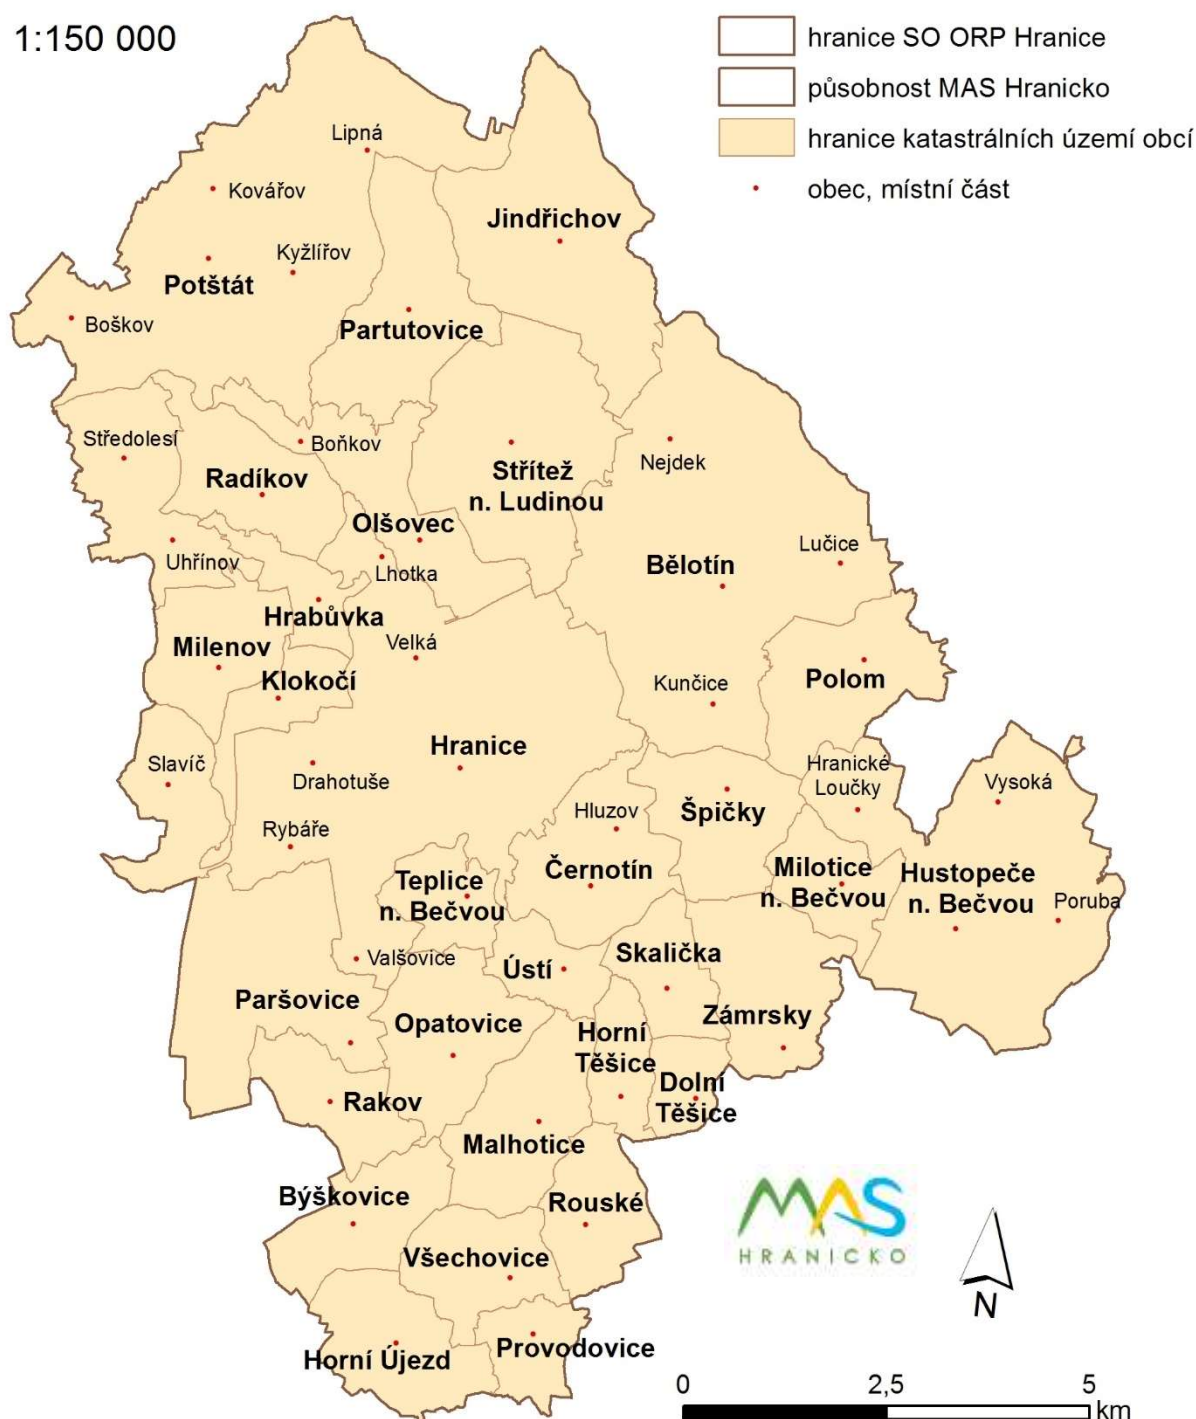 1:150 000
hranice SO ORP Hranice
působnost MAS Hranicko
hranice katastrálních území obcí
obec, místní část
Lipná
Kovářov
Jindřichov
Kyžlířov
Potštát
Boškov
Partutovice
Středolesí
Boňkov
Nejdek
Radíkov
Střítež
n. Ludinou
Olšovec
Uhřínov
Lhotka
Lučice
Bělotín
Hrabůvka
Milenov
Velká
Klokočí
Kunčice
Polom
Hranice
Slavíč
Drahotuše
Hranické
Loučky
Vysoká
Rybáře
Hluzov
Špičky
Černotín
Teplice
n. Bečvou
Milotice
n. Bečvou
Hustopeče
n. Bečvou
Poruba
Valšovice
Ústí
Skalička
Paršovice
Opatovice
Zámrsky
Horní
Těšice
Rakov
Dolní
Těšice
Malhotice
Býškovice
Rouské
Všechovice
Horní Újezd
Provodovice
MAS
HRANICKO
N
0 2,5 5
km